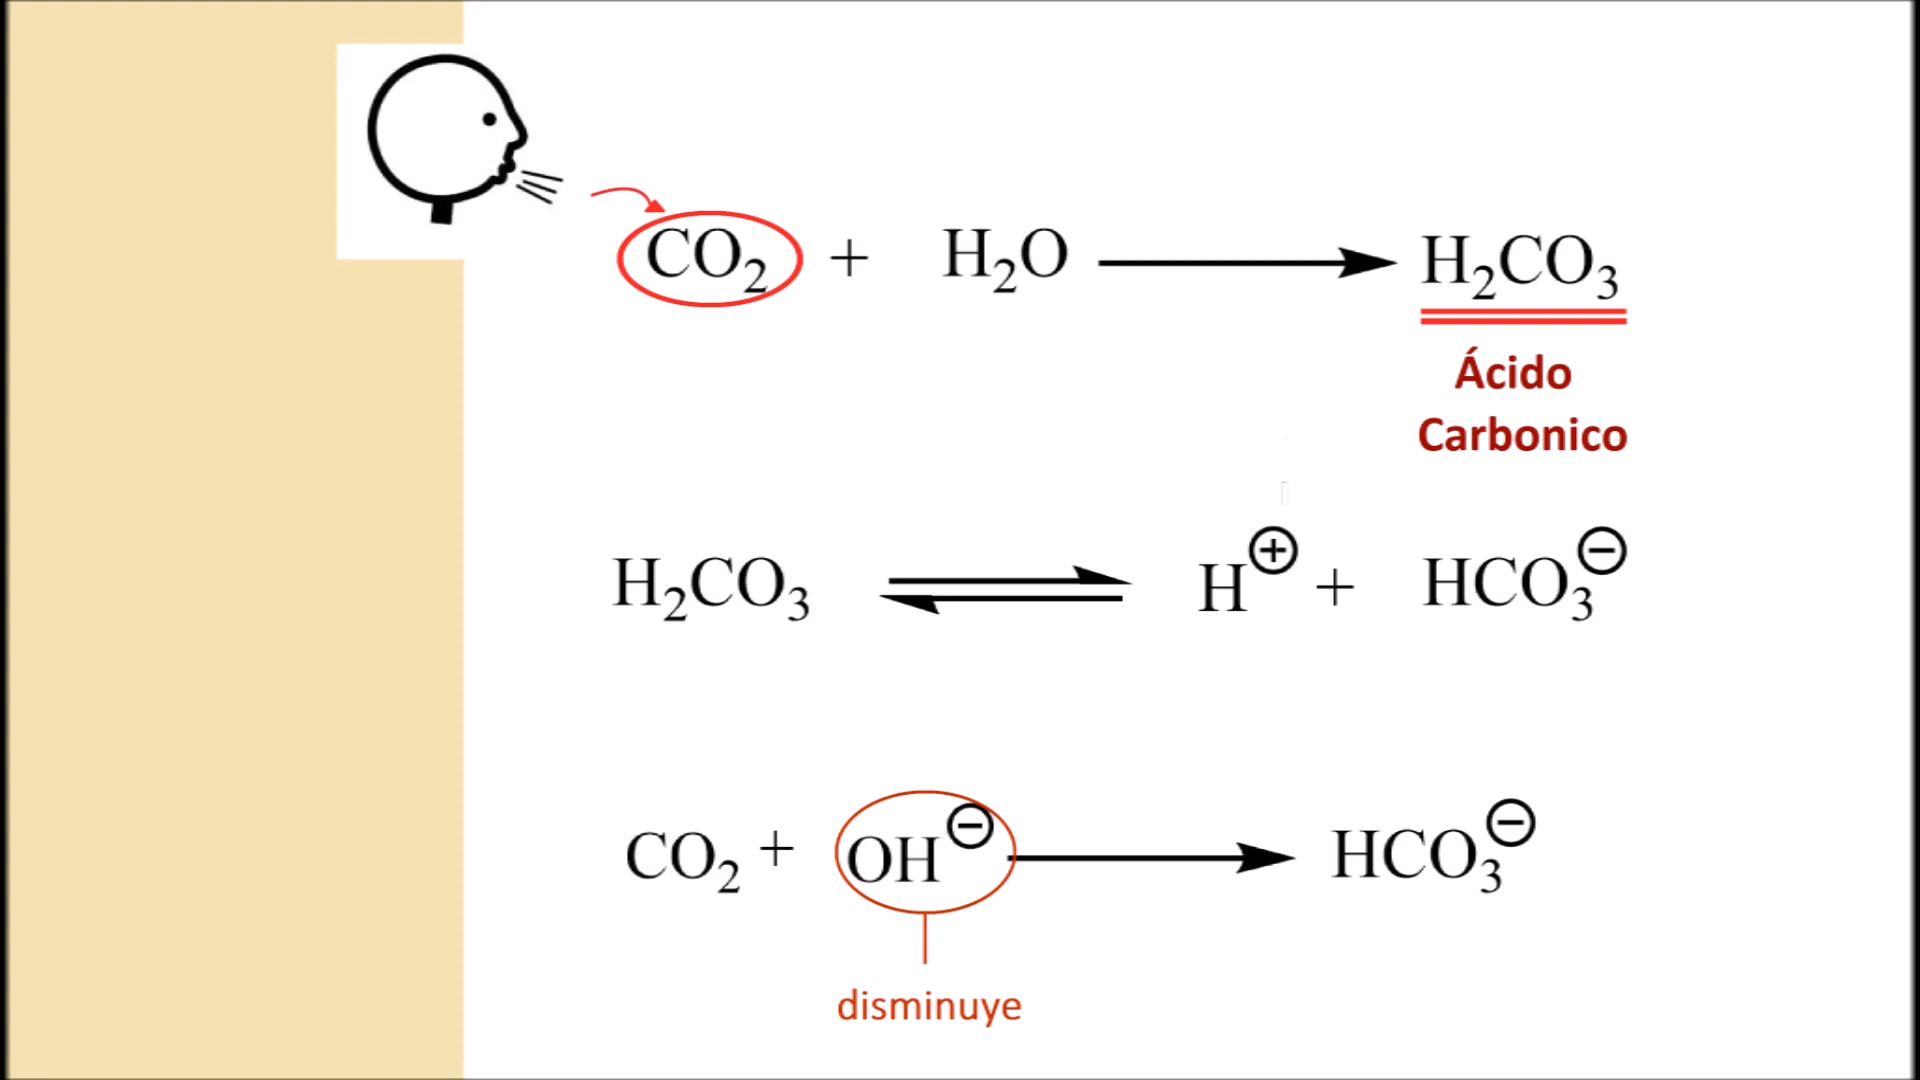 CO₂ + H₂O ⟶ H₂CO₃
Ácido
Carbonico
H₂CO₃ ⇌ H⊕ + HCO₃⊖
CO₂ + OH⊖ ⟶ HCO₃⊖
disminuye